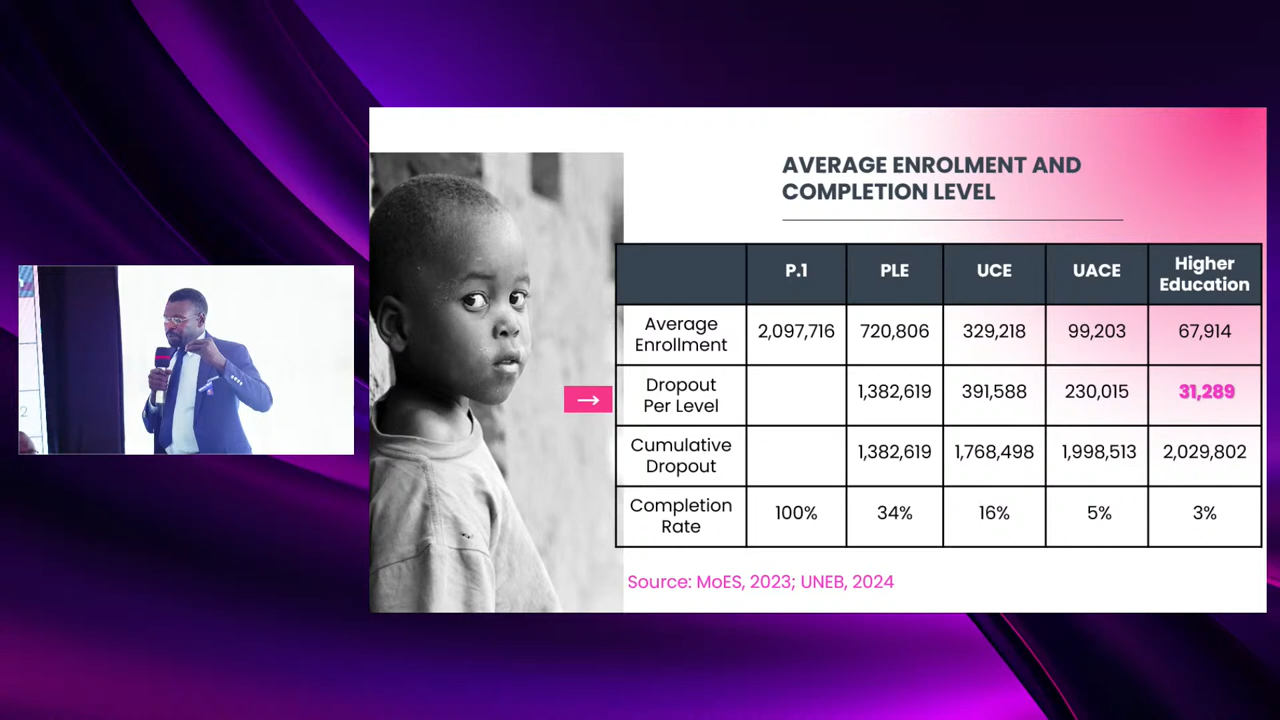 AVERAGE ENROLMENT AND
COMPLETION LEVEL
P.1 PLE UCE UACE Higher Education
Average Enrollment 2,097,716 720,806 329,218 99,203 67,914
Dropout Per Level 1,382,619 391,588 230,015 31,289
Cumulative Dropout 1,382,619 1,768,498 1,998,513 2,029,802
Completion Rate 100% 34% 16% 5% 3%
Source: MoES, 2023; UNEB, 2024